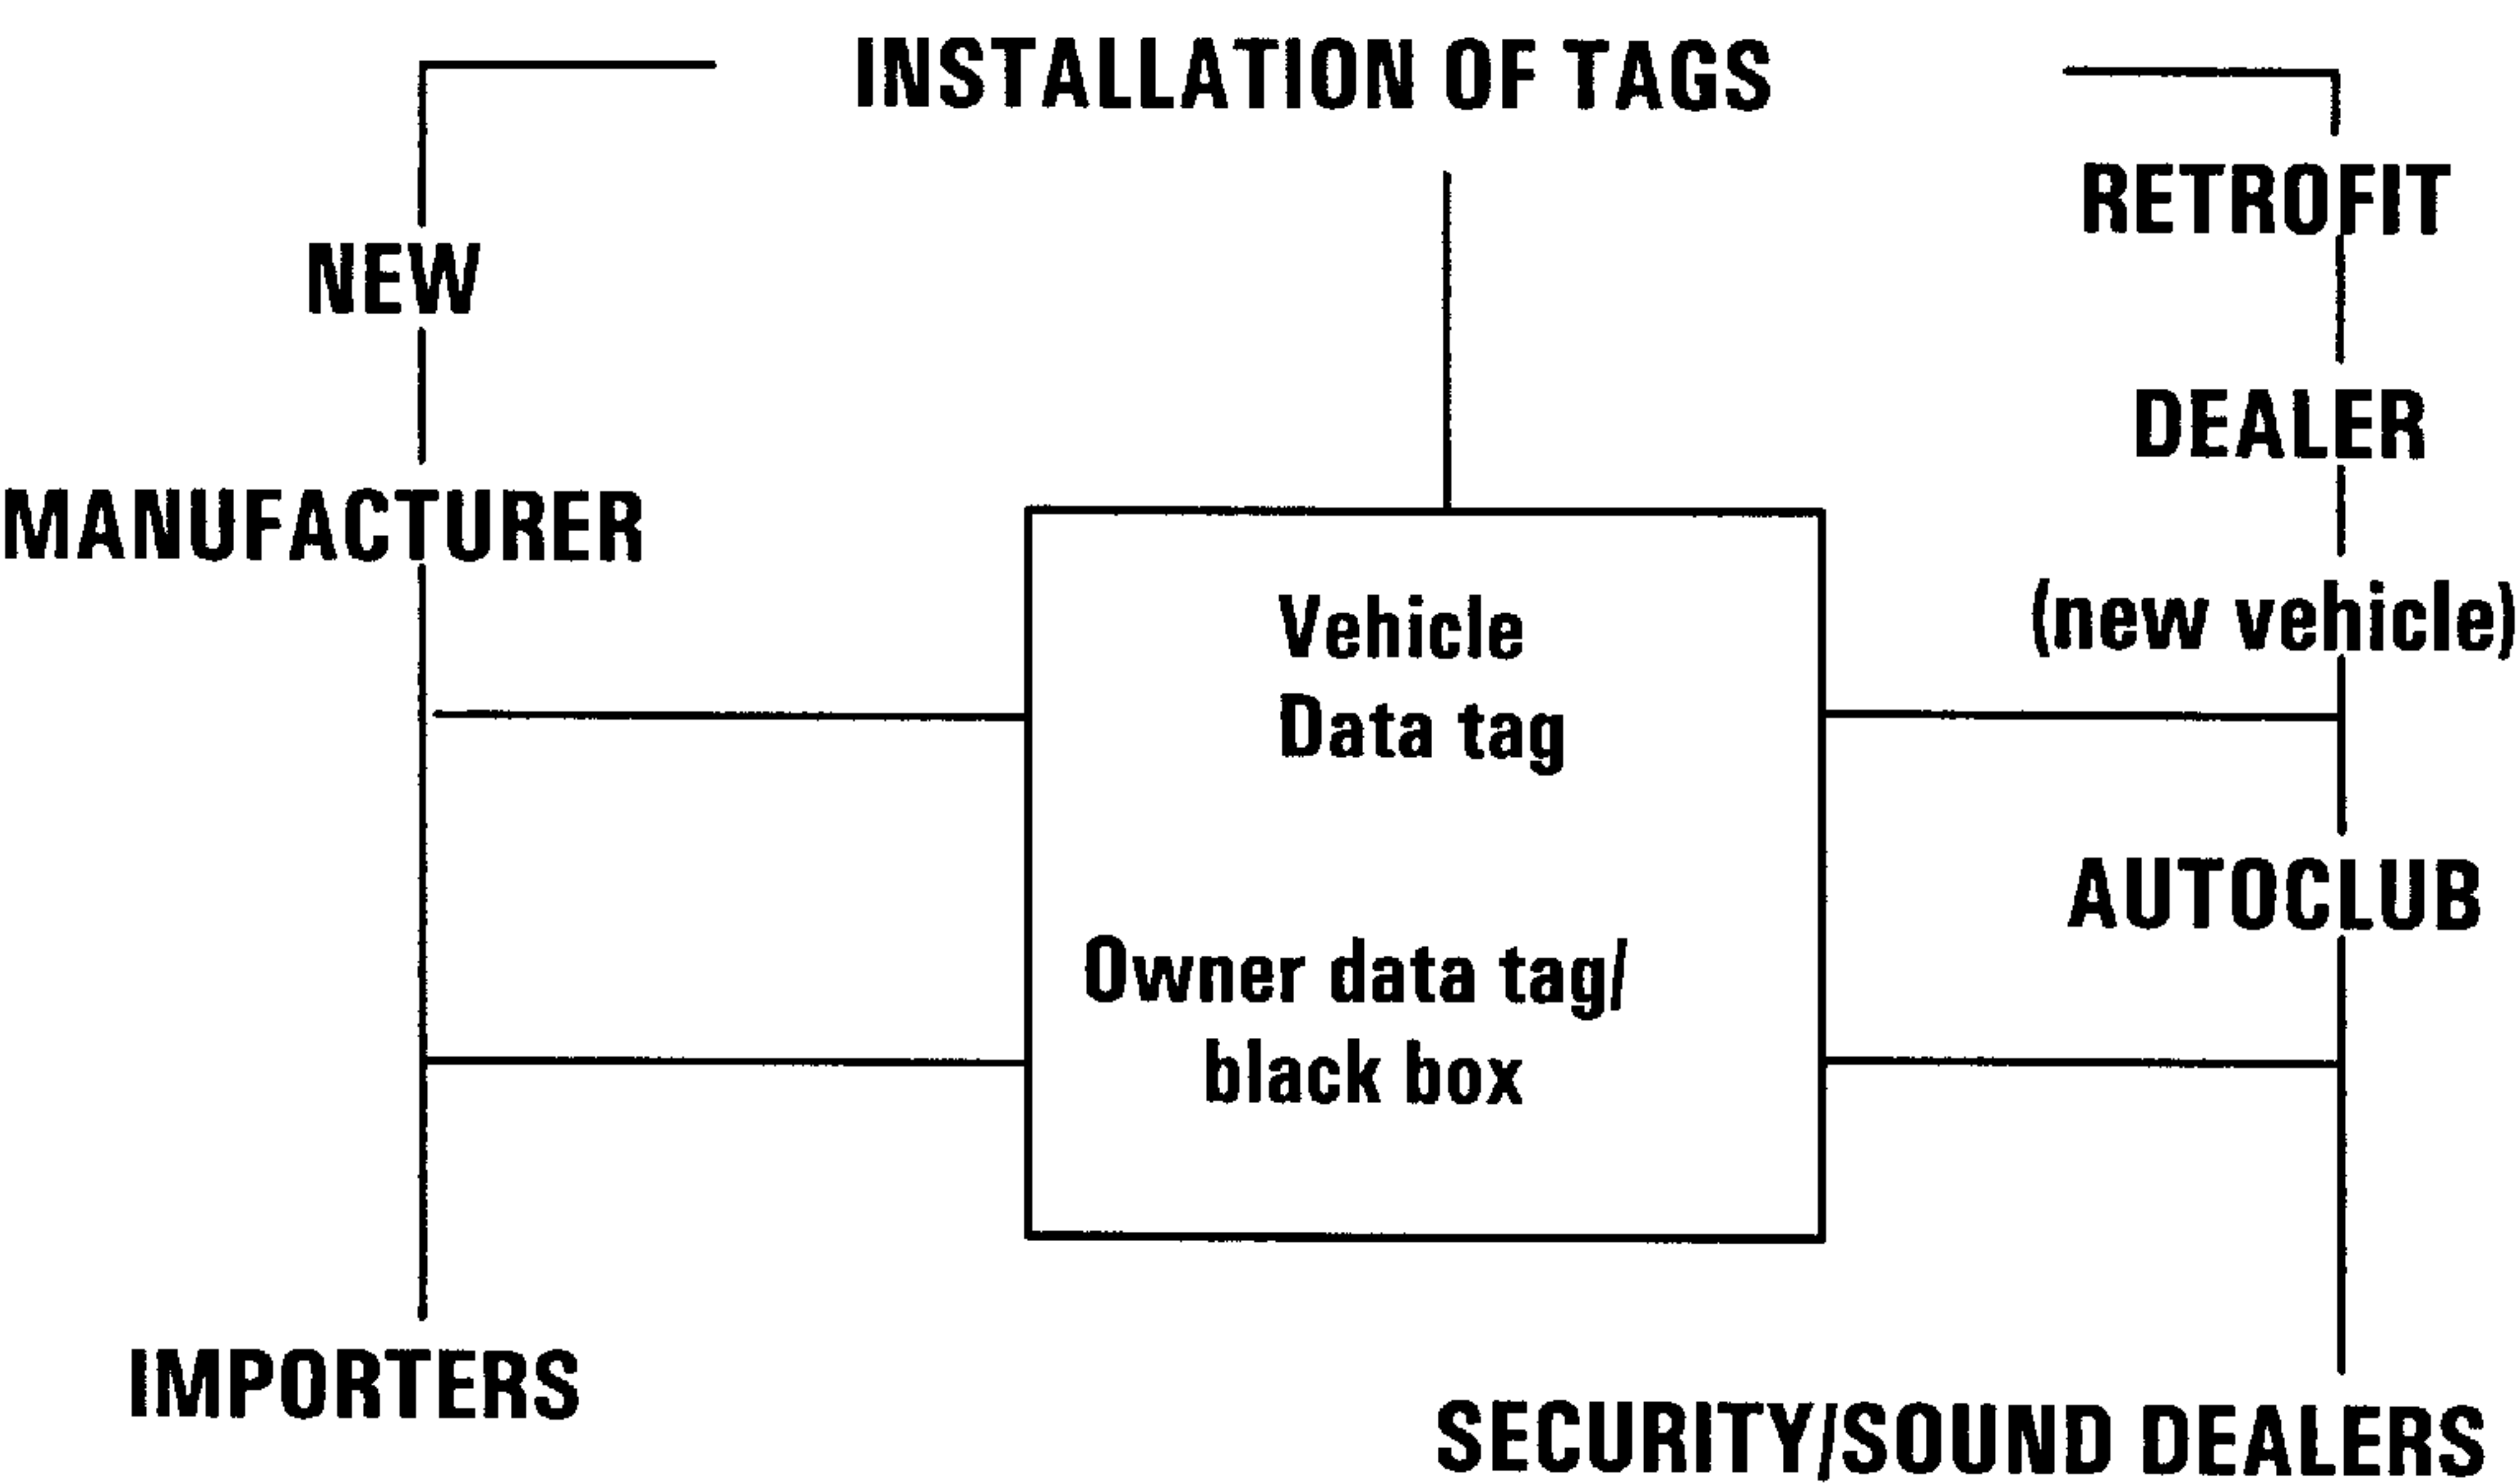 INSTALLATION OF TAGS
NEW
MANUFACTURER
IMPORTERS
Vehicle
Data tag
Owner data tag/
black box
RETROFIT
DEALER
(new vehicle)
AUTOCLUB
SECURITY/SOUND DEALERS